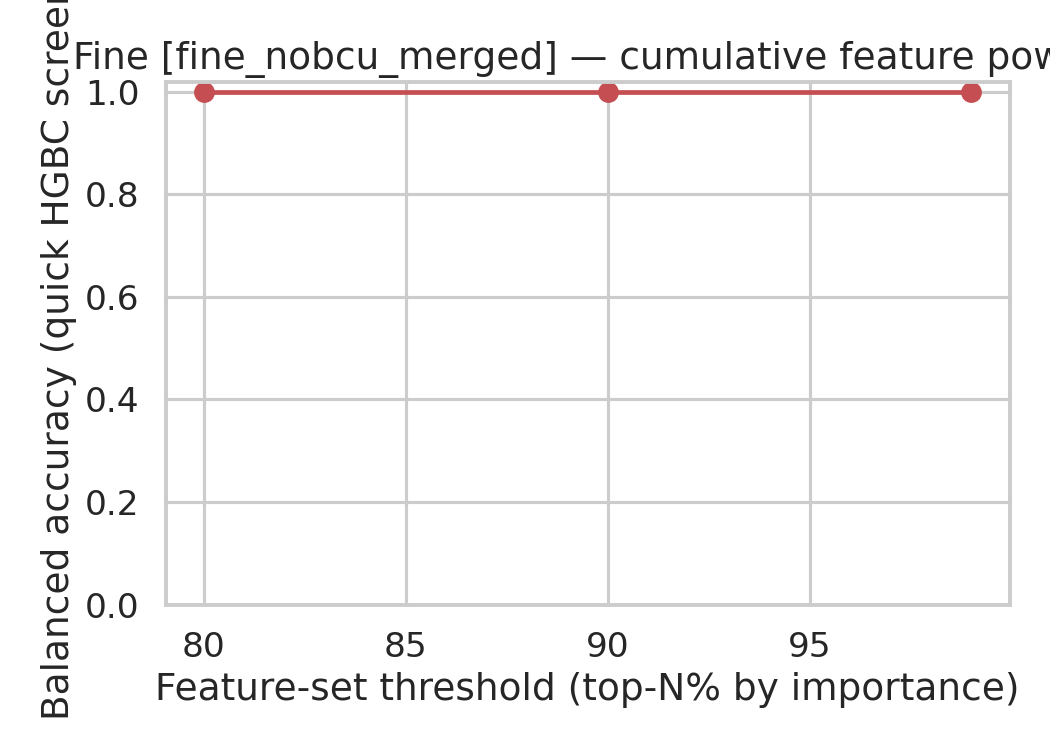 Fine [fine_nobcu_merged] — cumulative feature pow
Balanced accuracy (quick HGBC screen
1.0
0.8
0.6
0.4
0.2
0.0
80 85 90 95
Feature-set threshold (top-N% by importance)